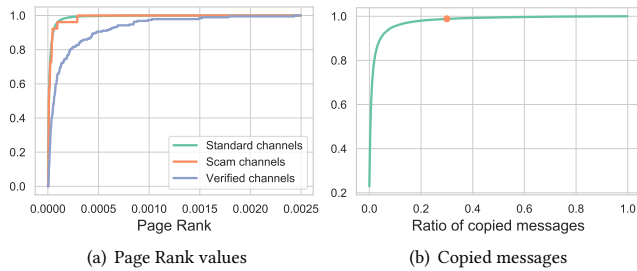 1.0
0.8
0.6
0.4
0.2
0.0
0.0000 0.0005 0.0010 0.0015 0.0020 0.0025
Page Rank
Standard channels
Scam channels
Verified channels
(a) Page Rank values
1.0
0.8
0.6
0.4
0.2
0.0 0.2 0.4 0.6 0.8 1.0
Ratio of copied messages
(b) Copied messages